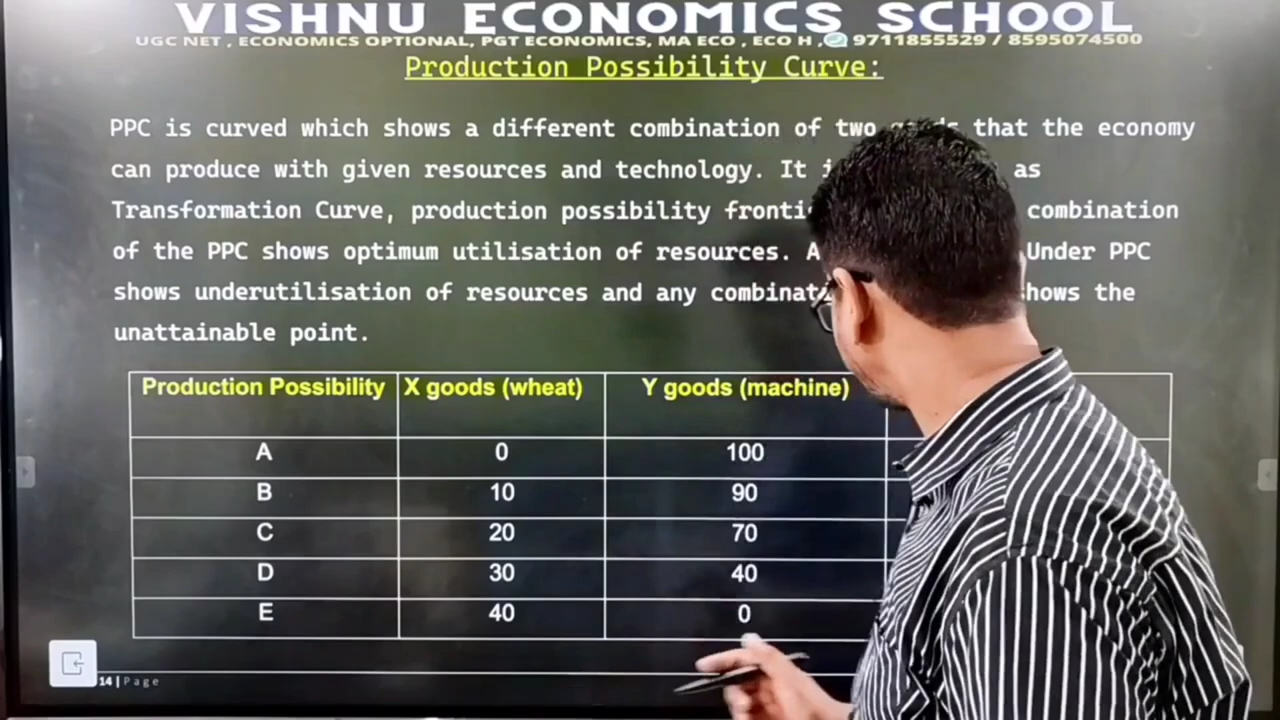 VISHNU ECONOMICS SCHOOL
UGC NET , ECONOMICS OPTIONAL, PGT ECONOMICS, MA ECO , ECO H , 9711855529 / 8595074500
Production Possibility Curve:
PPC is curved which shows a different combination of two that the economy
can produce with given resources and technology. It as
Transformation Curve, production possibility combination
of the PPC shows optimum utilisation of resources. Under PPC
shows underutilisation of resources and any shows the
unattainable point.
Production Possibility X goods (wheat) Y goods (machine)
A 0 100
B 10 90
C 20 70
D 30 40
E 40 0
14 | Page